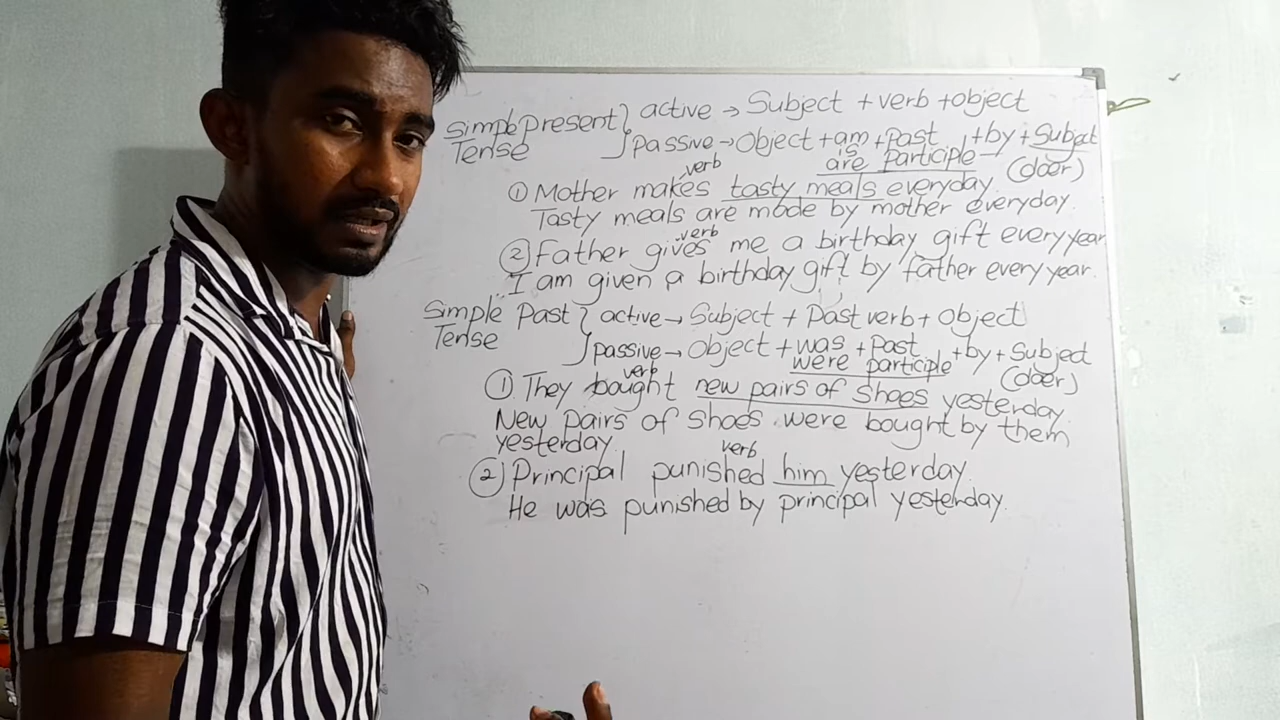 Simple Present Tense } active → Subject + verb + object
Passive → Object + am is are + Past Participle + by + Subject (doer)
verb
① Mother makes tasty meals everyday.
Tasty meals are made by mother everyday.
verb
② Father gives me a birthday gift every year.
I am given a birthday gift by father every year.
Simple Past Tense } active → Subject + Past verb + object
passive → Object + was were + Past participle + by + Subject (doer)
verb
① They bought new pairs of shoes yesterday.
New pairs of shoes were bought by them
yesterday
verb
② Principal punished him yesterday.
He was punished by principal yesterday.